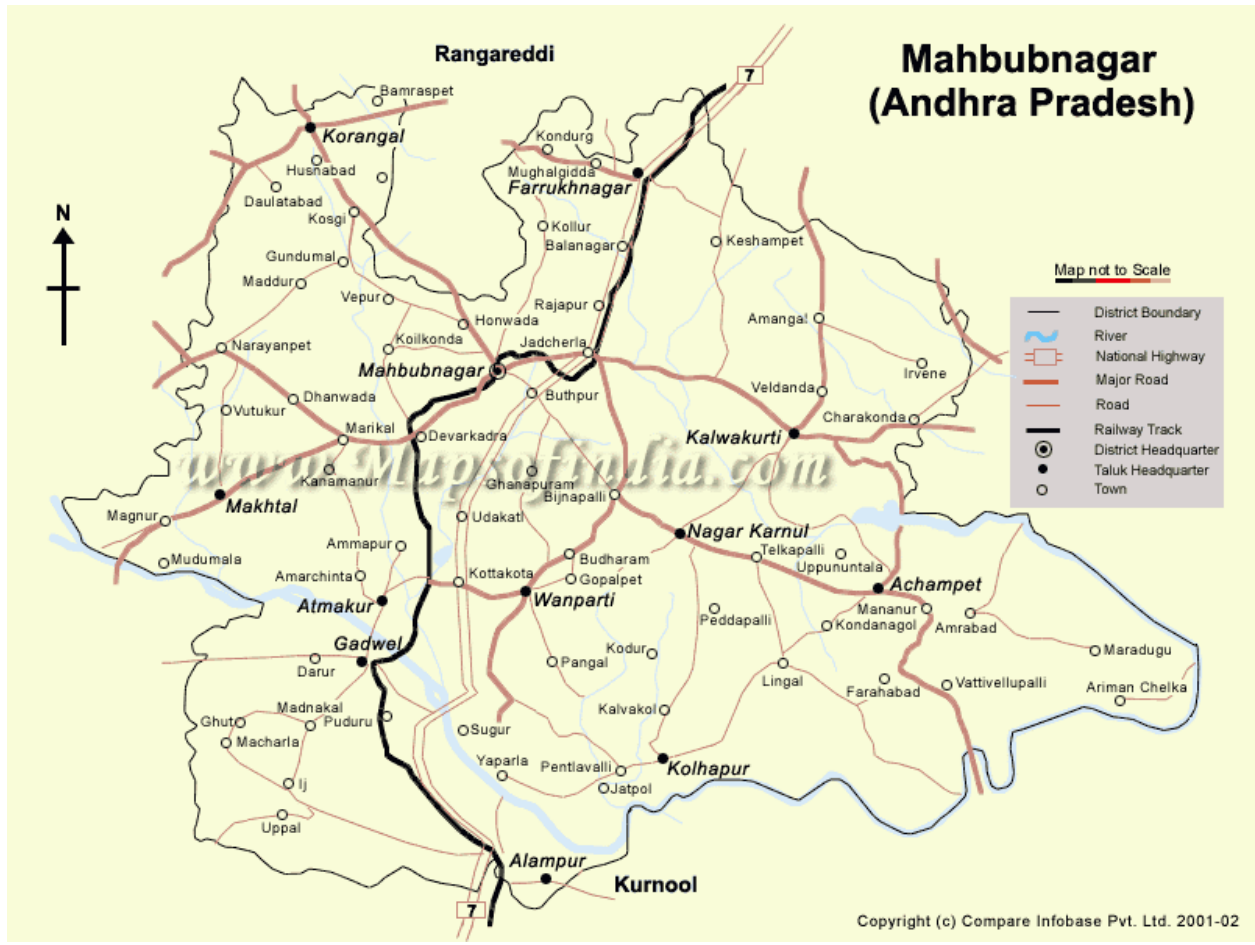 Rangareddi
Mahbubnagar
(Andhra Pradesh)
7
Bamraspet
Korangal
Kondurg
Husnabad
Mughalgidda
Farrukhnagar
Daulatabad
Kosgi
Kollur
Balanagar
Keshampet
N
Gundumal
Maddur
Vepur
Rajapur
Honwada
Amangal
Koilkonda
Jadcherla
Narayanpet
Mahbubnagar
Irvene
Veldanda
Buthpur
Dhanwada
Vutukur
Charakonda
Marikal
Devarkadra
Kalwakurti
www.Mapsofindia.com
Kanamanur
Ghanapuram
Bijnapalli
Makhtal
Magnur
Udakatl
Nagar Karnul
Ammapur
Mudumala
Budharam
Telkapalli
Uppununtala
Amarchinta
Kottakota
Gopalpet
Achampet
Atmakur
Wanparti
Mananur
Peddapalli
Kondanagol
Amrabad
Gadwel
Kodur
Maradugu
Darur
Pangal
Lingal
Farahabad
Vattivellupalli
Ariman Chelka
Madnakal
Ghut
Puduru
Kalvakol
Sugur
Macharla
Yaparla
Pentlavalli
Kolhapur
Ij
Jatpol
Uppal
Alampur
Kurnool
7
Map not to Scale
District Boundary
River
National Highway
Major Road
Road
Railway Track
District Headquarter
Taluk Headquarter
Town
Copyright (c) Compare Infobase Pvt. Ltd. 2001-02